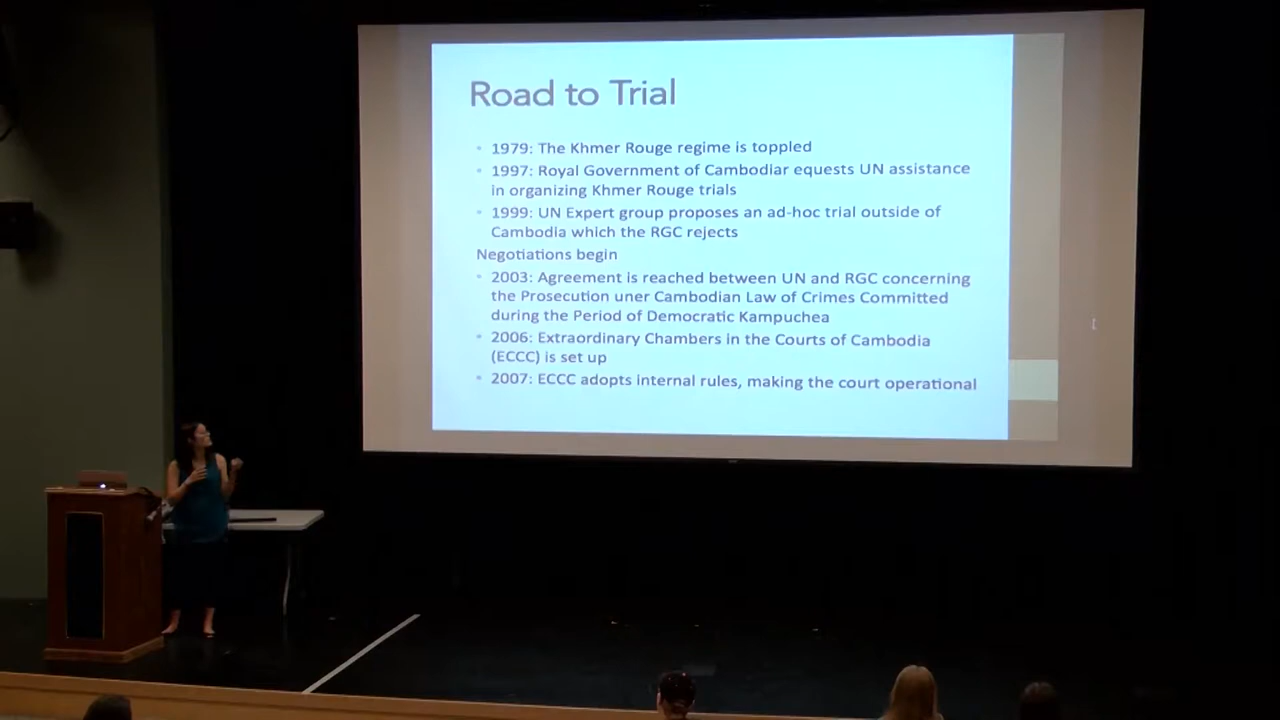 Road to Trial
• 1979: The Khmer Rouge regime is toppled
• 1997: Royal Government of Cambodiar equests UN assistance
in organizing Khmer Rouge trials
• 1999: UN Expert group proposes an ad-hoc trial outside of
Cambodia which the RGC rejects
Negotiations begin
• 2003: Agreement is reached between UN and RGC concerning
the Prosecution uner Cambodian Law of Crimes Committed
during the Period of Democratic Kampuchea
• 2006: Extraordinary Chambers in the Courts of Cambodia
(ECCC) is set up
• 2007: ECCC adopts internal rules, making the court operational